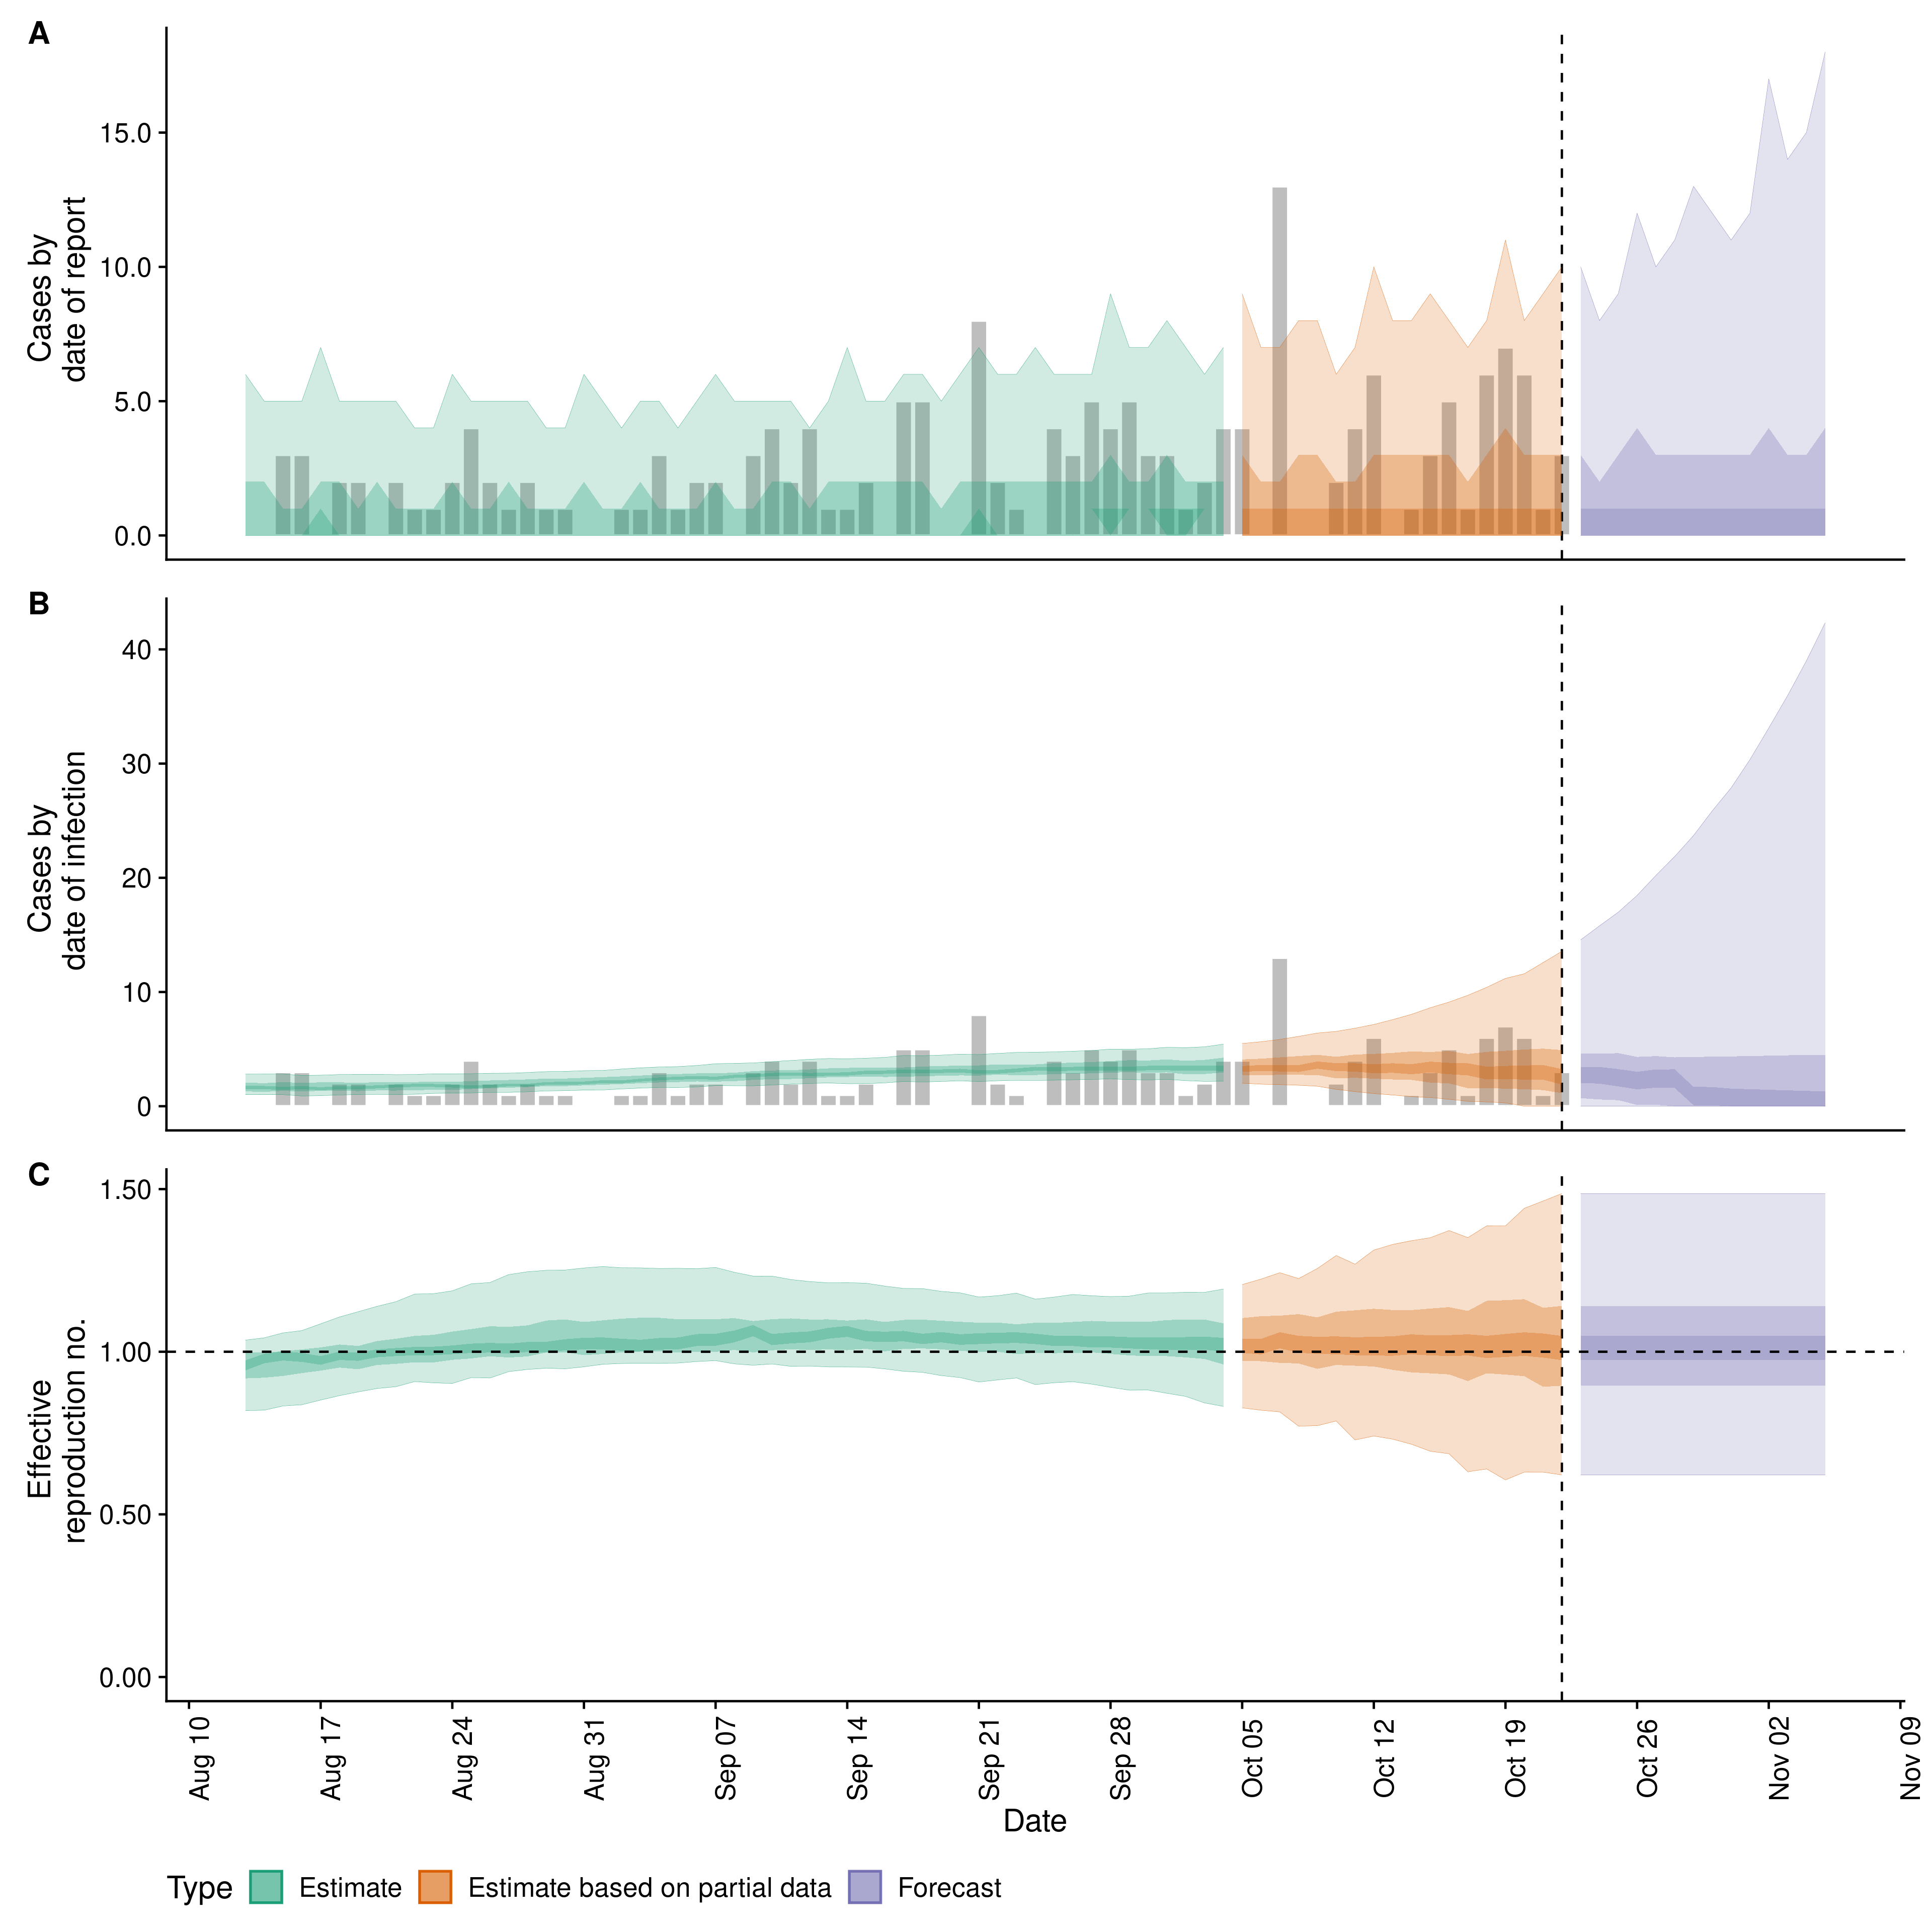 A
Cases by
date of report
15.0
10.0
5.0
0.0
B
Cases by
date of infection
40
30
20
10
0
C
Effective
reproduction no.
1.50
1.00
0.50
0.00
Aug 10
Aug 17
Aug 24
Aug 31
Sep 07
Sep 14
Sep 21
Sep 28
Oct 05
Oct 12
Oct 19
Oct 26
Nov 02
Nov 09
Date
Type Estimate Estimate based on partial data Forecast